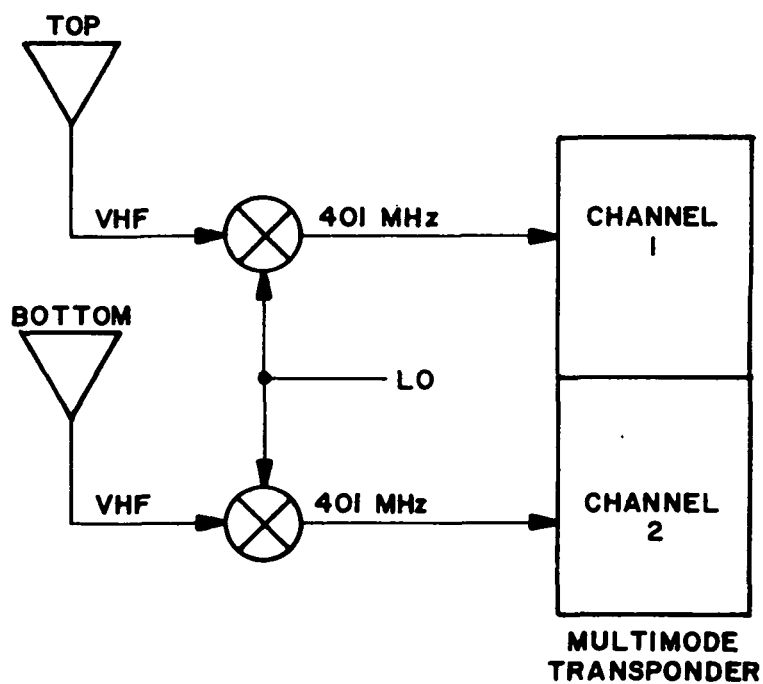 TOP
VHF
401 MHz
CHANNEL
1
BOTTOM
LO
VHF
401 MHz
CHANNEL
2
MULTIMODE
TRANSPONDER